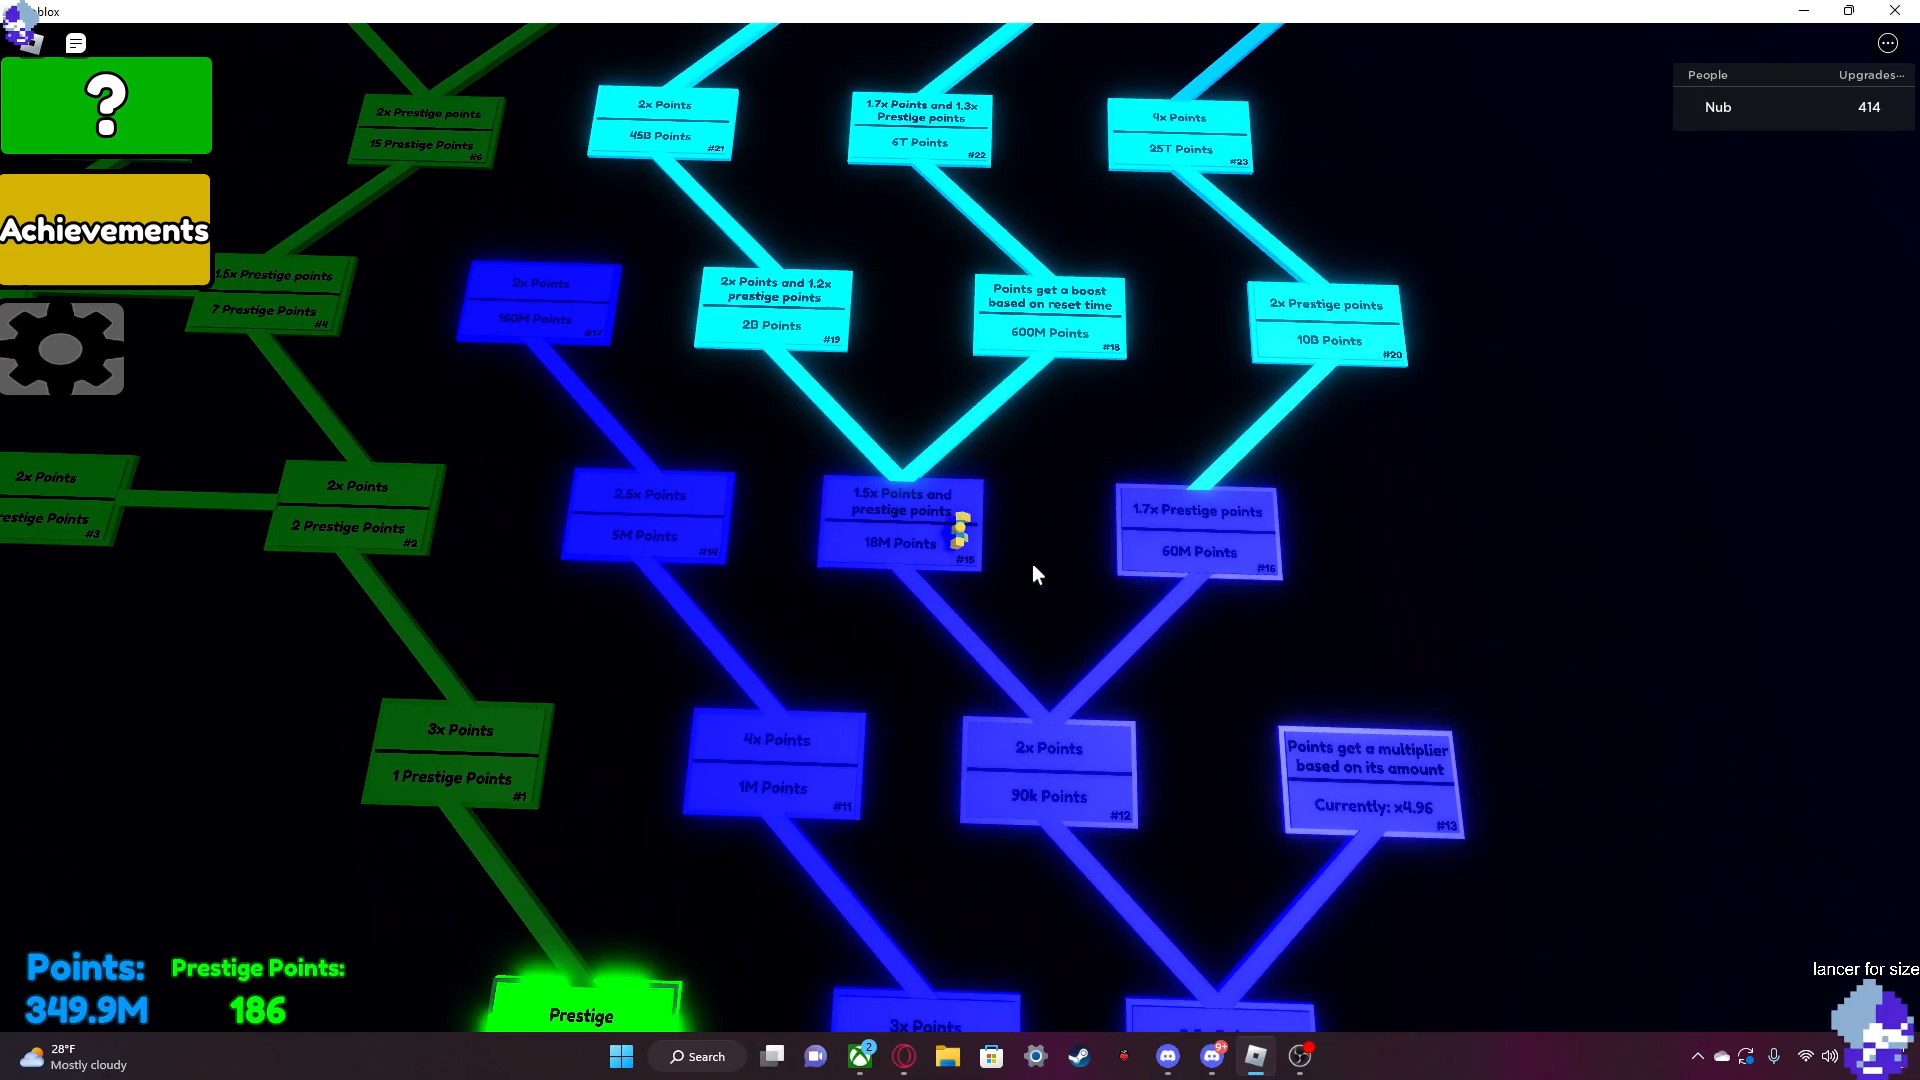 blox
People Upgrades...
Nub 414
?
Achievements
2x Prestige points
15 Prestige Points
#6
2x Points
45B Points
#21
1.7x Points and 1.3x
Prestige points
6T Points
#22
4x Points
25T Points
#23
1.5x Prestige points
7 Prestige Points
#4
2x Points
160M Points
#17
2x Points and 1.2x
prestige points
2B Points
#19
Points get a boost
based on reset time
600M Points
#18
2x Prestige points
10B Points
#20
2x Points
restige Points
#3
2x Points
2 Prestige Points
#2
2.5x Points
5M Points
#14
1.5x Points and
prestige points
18M Points
#15
1.7x Prestige points
60M Points
#16
3x Points
1 Prestige Points
#1
4x Points
1M Points
#11
2x Points
90k Points
#12
Points get a multiplier
based on its amount
Currently: x4.96
#13
Points:
349.9M
Prestige Points:
186
Prestige
3x Points
lancer for size
28°F
Mostly cloudy
Search
2
9+